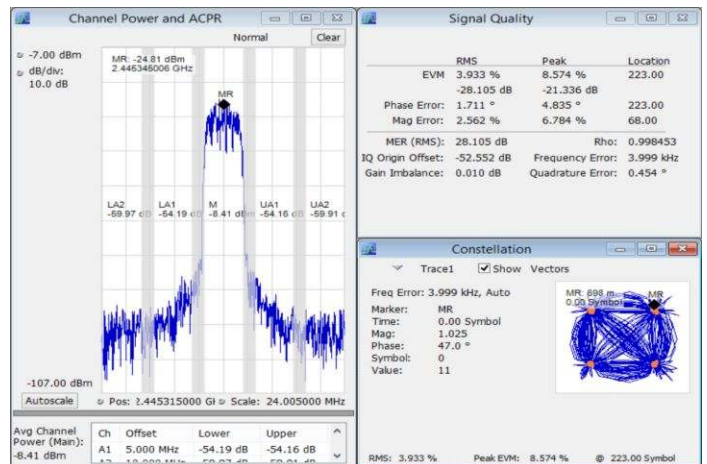 Channel Power and ACPR
Normal
Clear
-7.00 dBm
dB/div:
10.0 dB
MR: -24.81 dBm
2.445345006 GHz
MR
LA2
-59.97 dB
LA1
-54.19 dB
M
-8.41 dBm
UA1
-54.16 dB
UA2
-59.91 d
-107.00 dBm
Autoscale
Pos: 2.445315000 GH
Scale: 24.005000 MHz
Avg Channel
Power (Main):
-8.41 dBm
Ch Offset Lower Upper
A1 5.000 MHz -54.19 dB -54.16 dB
Signal Quality
RMS Peak Location
EVM 3.933 % 8.574 % 223.00
-28.105 dB -21.336 dB
Phase Error: 1.711 ° 4.835 ° 223.00
Mag Error: 2.562 % 6.784 % 68.00
MER (RMS): 28.105 dB Rho: 0.998453
IQ Origin Offset: -52.552 dB Frequency Error: 3.999 kHz
Gain Imbalance: 0.010 dB Quadrature Error: 0.454 °
Constellation
Trace1 Show Vectors
Freq Error: 3.999 kHz, Auto
Marker: MR
Time: 0.00 Symbol
Mag: 1.025
Phase: 47.0 °
Symbol: 0
Value: 11
MR: 698 m
0.00 Symbol
MR
RMS: 3.933 % Peak EVM: 8.574 % @ 223.00 Symbol